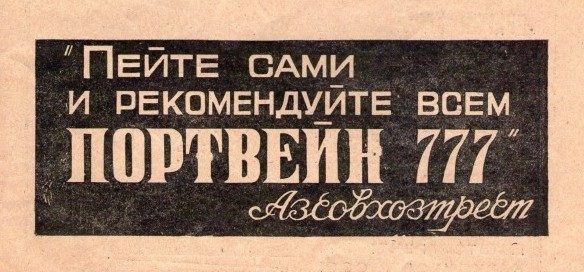 "Пейте сами
и рекомендуйте всем
портвейн 777"
Азсовхозтрест